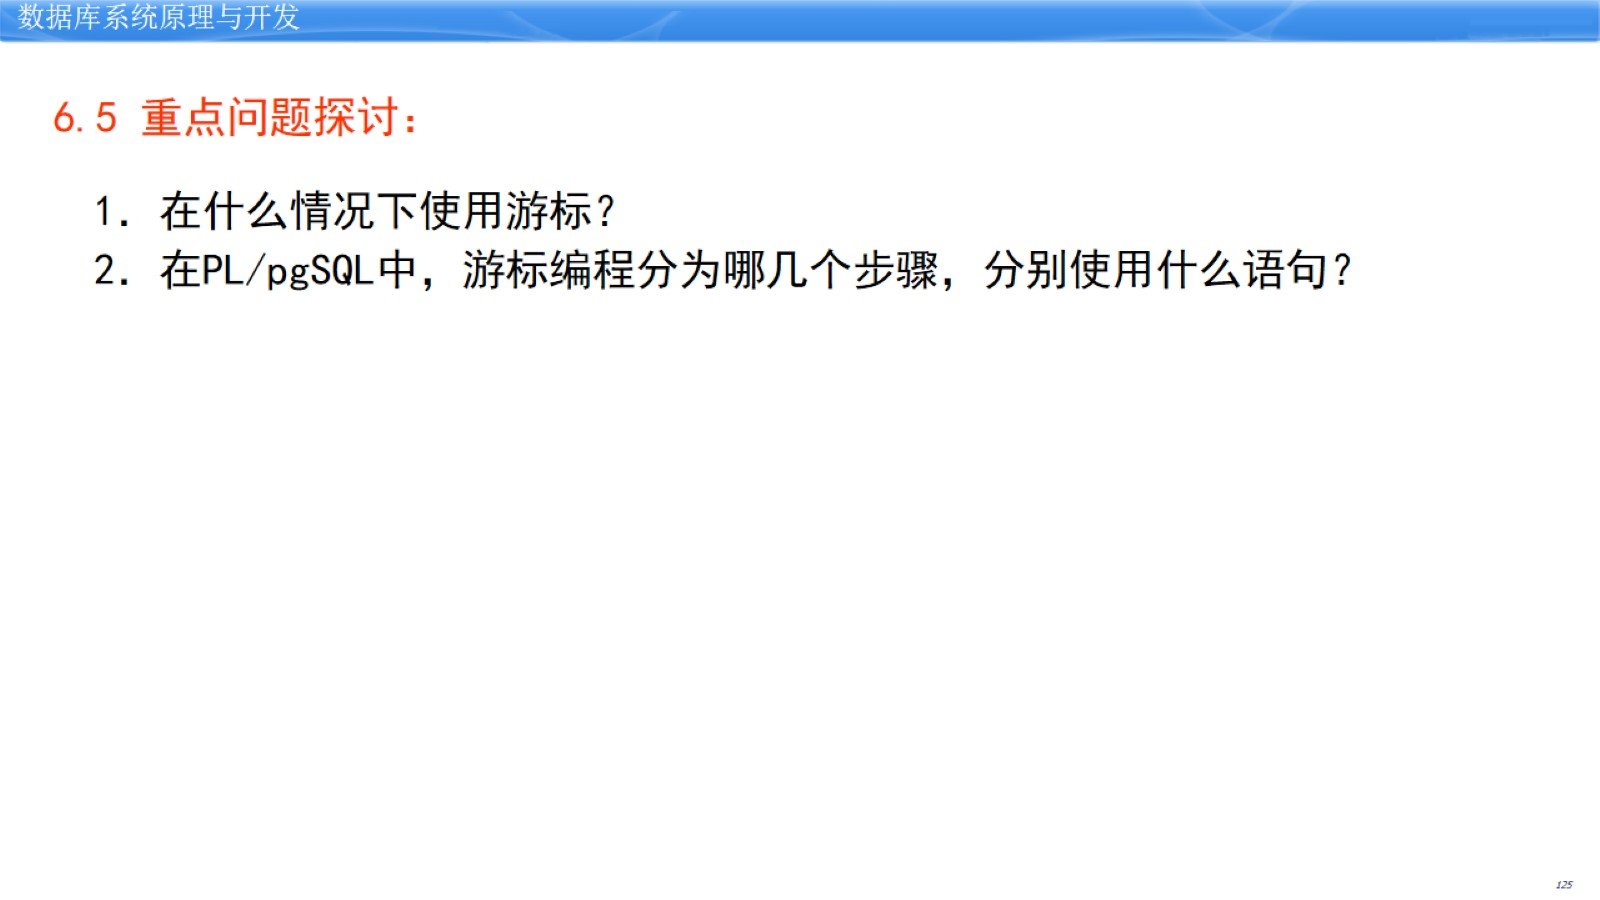 数据库系统原理与开发
6.5 重点问题探讨：
1. 在什么情况下使用游标？
2. 在PL/pgSQL中，游标编程分为哪几个步骤，分别使用什么语句？
125